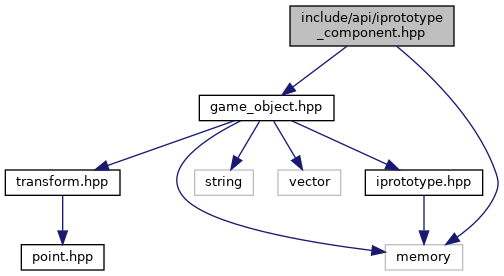 include/api/iprototype
_component.hpp
game_object.hpp
transform.hpp
string
vector
iprototype.hpp
point.hpp
memory